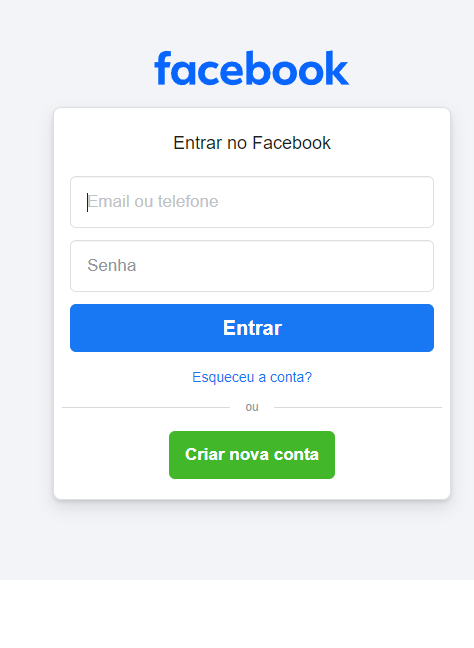 facebook
Entrar no Facebook
Email ou telefone
Senha
Entrar
Esqueceu a conta?
ou
Criar nova conta